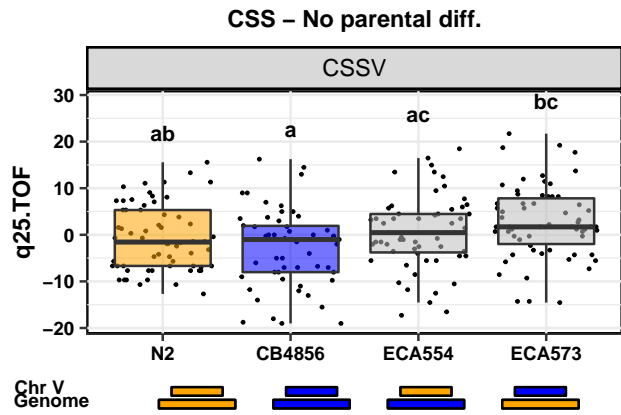 CSS – No parental diff.
CSSV
q25.TOF
30
20
10
0
−10
−20
ab
a
ac
bc
N2 CB4856 ECA554 ECA573
Chr V
Genome